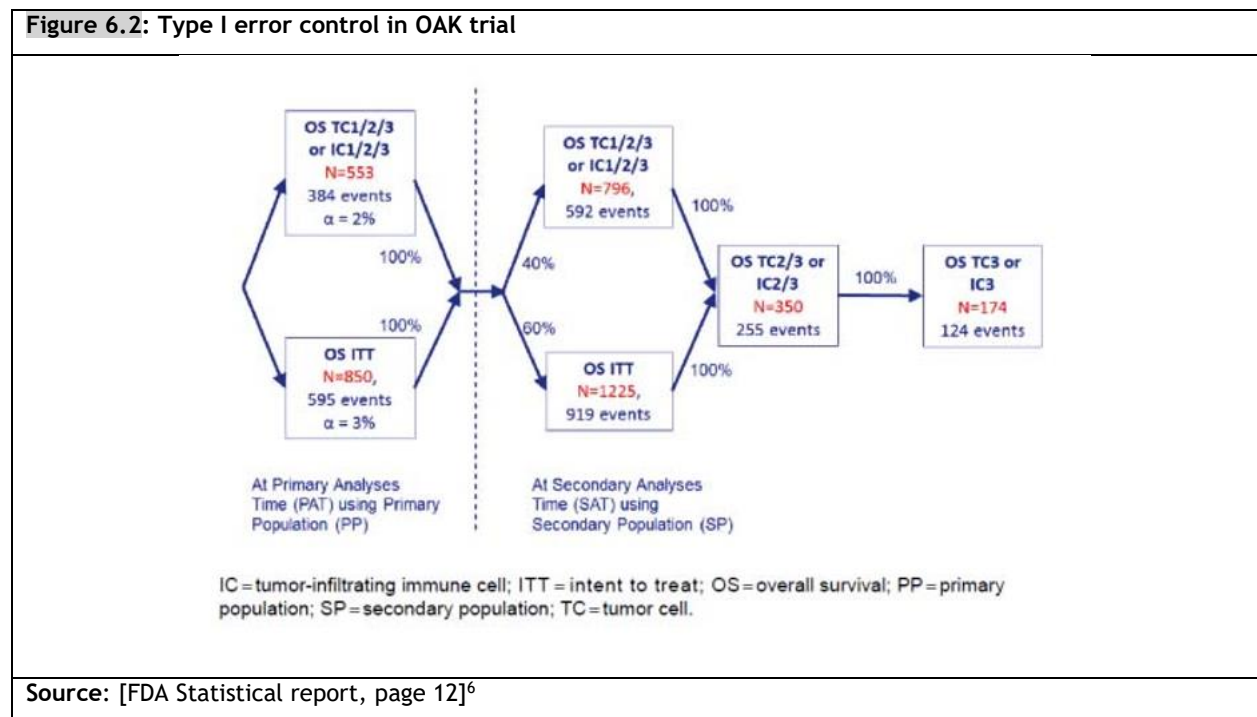 Figure 6.2: Type I error control in OAK trial
OS TC1/2/3
or IC1/2/3
N=553
384 events
α = 2%
100%
100%
OS ITT
N=850,
595 events
α = 3%
At Primary Analyses
Time (PAT) using Primary
Population (PP)
OS TC1/2/3
or IC1/2/3
N=796,
592 events
40%
60%
OS ITT
N=1225,
919 events
100%
100%
At Secondary Analyses
Time (SAT) using
Secondary Population (SP)
OS TC2/3 or
IC2/3
N=350
255 events
100%
OS TC3 or
IC3
N=174
124 events
IC=tumor-infiltrating immune cell; ITT=intent to treat; OS=overall survival; PP=primary
population; SP=secondary population; TC=tumor cell.
Source: [FDA Statistical report, page 12]⁶